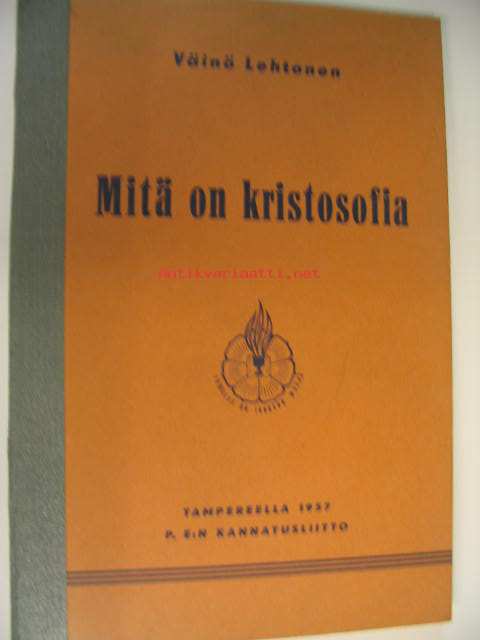 Väinö Lehtonen
Mitä on kristosofia
antikvariaatti.net
TAMPEREELLA 1957
P. E:N KANNATUSLIITTO